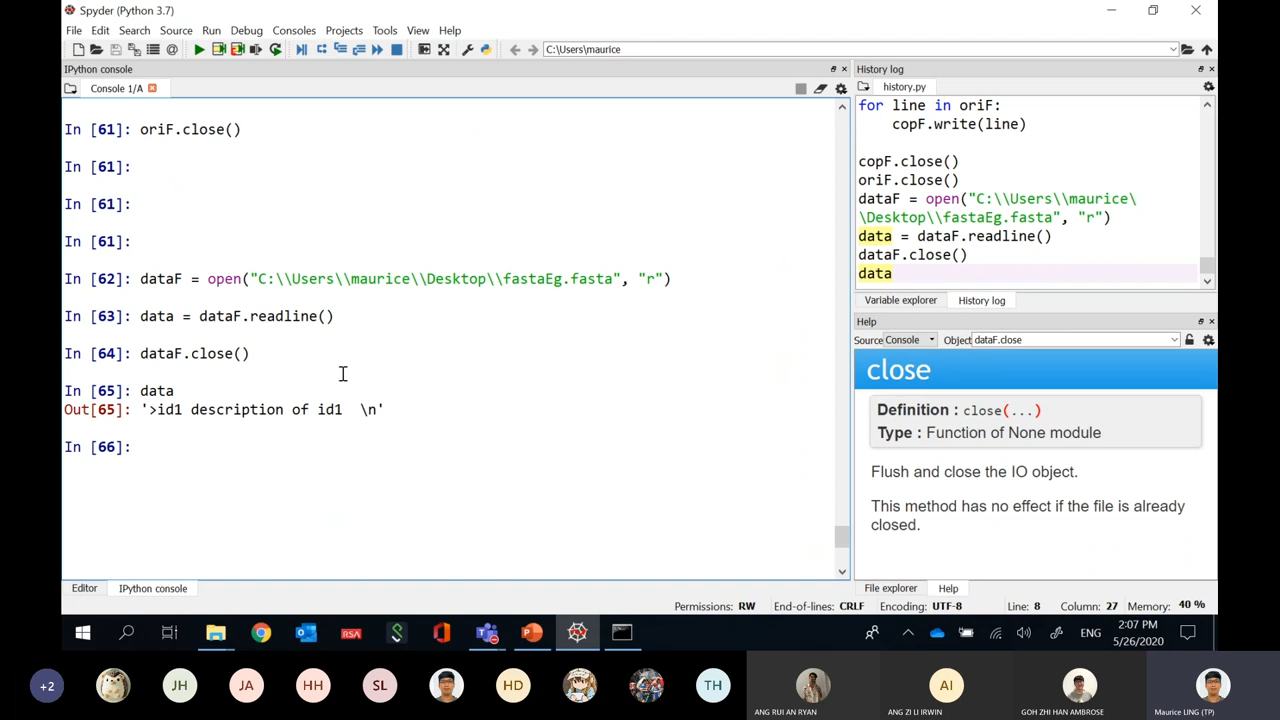 Spyder (Python 3.7)
File Edit Search Source Run Debug Consoles Projects Tools View Help
C:\Users\maurice
IPython console
Console 1/A
In [61]: oriF.close()
In [61]:
In [61]:
In [61]:
In [62]: dataF = open("C:\\Users\\maurice\\Desktop\\fastaEg.fasta", "r")
In [63]: data = dataF.readline()
In [64]: dataF.close()
In [65]: data
Out[65]: '>id1 description of id1  \n'
In [66]:
Editor IPython console
History log
history.py
for line in oriF:
    copF.write(line)
copF.close()
oriF.close()
dataF = open("C:\\Users\\maurice\
\Desktop\\fastaEg.fasta", "r")
data = dataF.readline()
dataF.close()
data
Variable explorer History log
Help
Source Console Object dataF.close
close
Definition : close(...)
Type : Function of None module
Flush and close the IO object.
This method has no effect if the file is already
closed.
File explorer Help
Permissions: RW End-of-lines: CRLF Encoding: UTF-8 Line: 8 Column: 27 Memory: 40 %
RSA S ENG 2:07 PM
5/26/2020
+2 JH JA HH SL HD TH AI
ANG RUI AN RYAN ANG ZI LI IRWIN GOH ZHI HAN AMBROSE Maurice LING (TP)